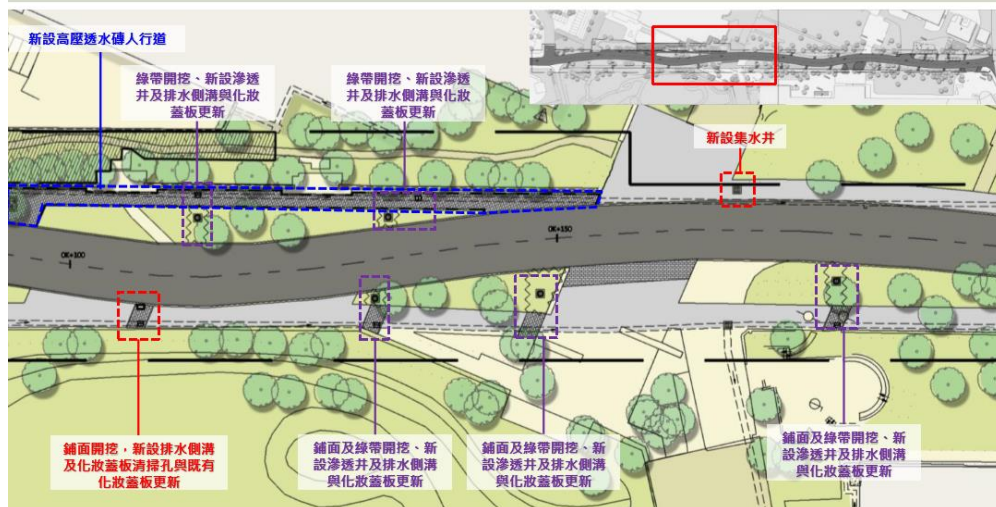 新設高壓透水磚人行道
綠帶開挖、新設滲透
井及排水側溝與化妝
蓋板更新
綠帶開挖、新設滲透
井及排水側溝與化妝
蓋板更新
新設集水井
0K+100
0K+150
鋪面開挖，新設排水側溝
及化妝蓋板清掃孔與既有
化妝蓋板更新
鋪面及綠帶開挖、新
設滲透井及排水側溝
與化妝蓋板更新
鋪面及綠帶開挖、新
設滲透井及排水側溝
與化妝蓋板更新
鋪面及綠帶開挖、新
設滲透井及排水側溝
與化妝蓋板更新